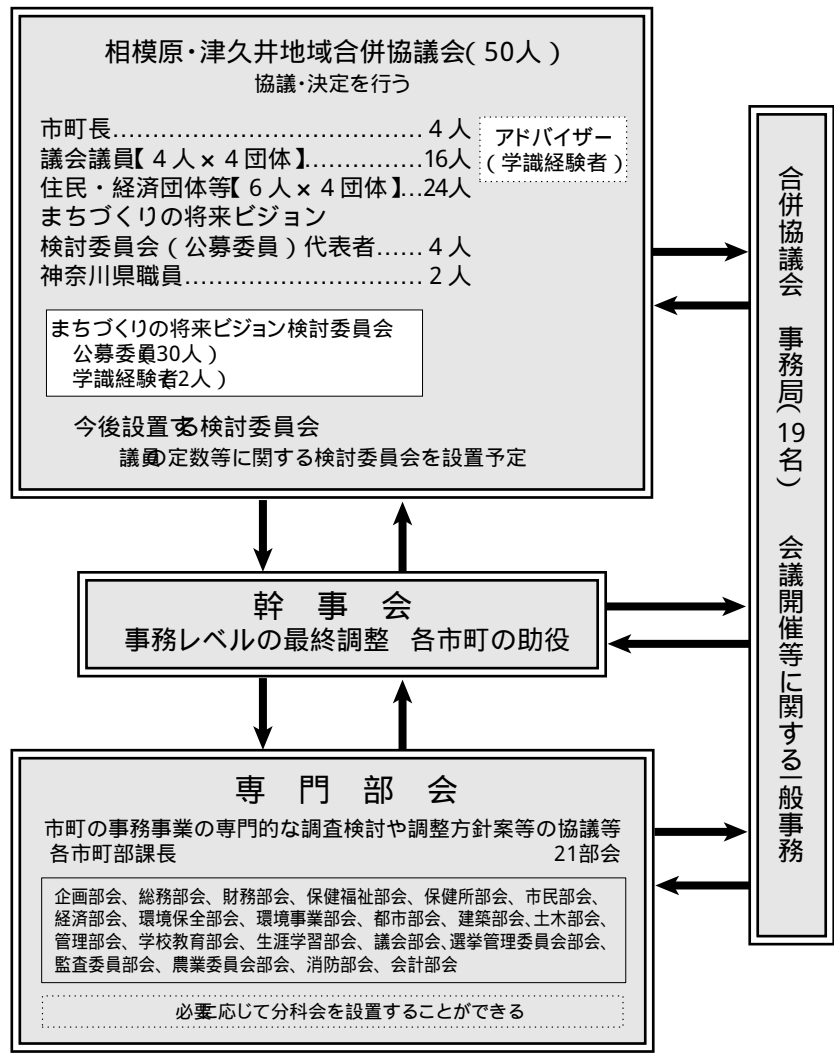 相模原・津久井地域合併協議会(50人)
協議・決定を行う
市町長……………………………… 4人
議会議員【4人×4団体】……………16人
住民・経済団体等【6人×4団体】…24人
まちづくりの将来ビジョン
検討委員会(公募委員)代表者…… 4人
神奈川県職員………………………… 2人
アドバイザー
(学識経験者)
まちづくりの将来ビジョン検討委員会
公募委員(30人)
学識経験者(2人)
今後設置する検討委員会
議員の定数等に関する検討委員会を設置予定
幹事会
事務レベルの最終調整 各市町の助役
専門部会
市町の事務事業の専門的な調査検討や調整方針案等の協議等
各市町部課長 21部会
企画部会、総務部会、財務部会、保健福祉部会、保健所部会、市民部会、
経済部会、環境保全部会、環境事業部会、都市部会、建築部会、土木部会、
管理部会、学校教育部会、生涯学習部会、議会部会、選挙管理委員会部会、
監査委員部会、農業委員会部会、消防部会、会計部会
必要に応じて分科会を設置することができる
合併協議会 事務局(19名) 会議開催等に関する一般事務